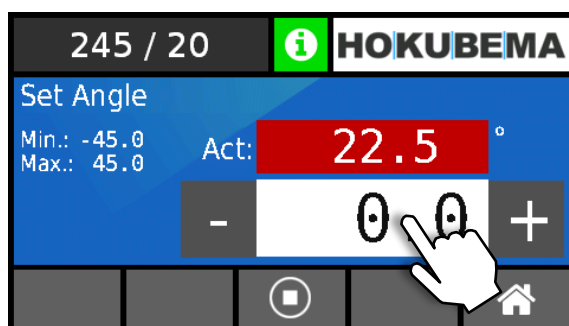 245 / 20
HOKUBEMA
Set Angle
Min.: -45.0
Max.: 45.0
Act: 22.5 °
- 0.0 +